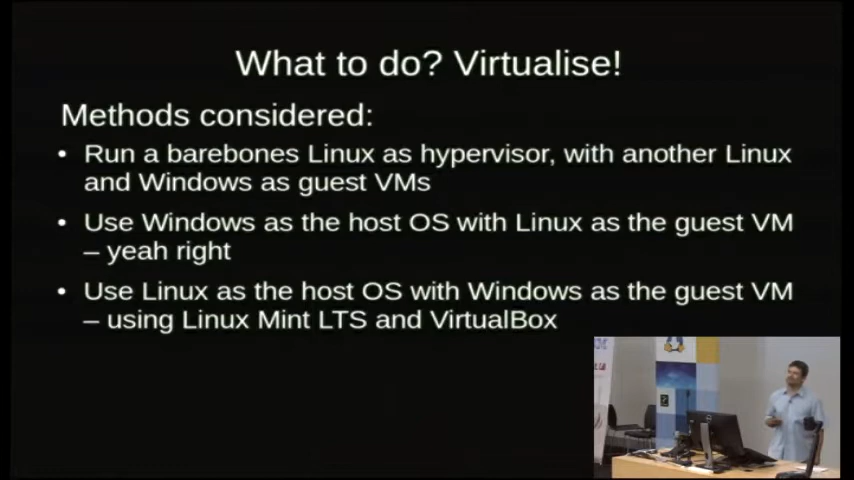 What to do? Virtualise!
Methods considered:
• Run a barebones Linux as hypervisor, with another Linux
and Windows as guest VMs
• Use Windows as the host OS with Linux as the guest VM
– yeah right
• Use Linux as the host OS with Windows as the guest VM
– using Linux Mint LTS and VirtualBox